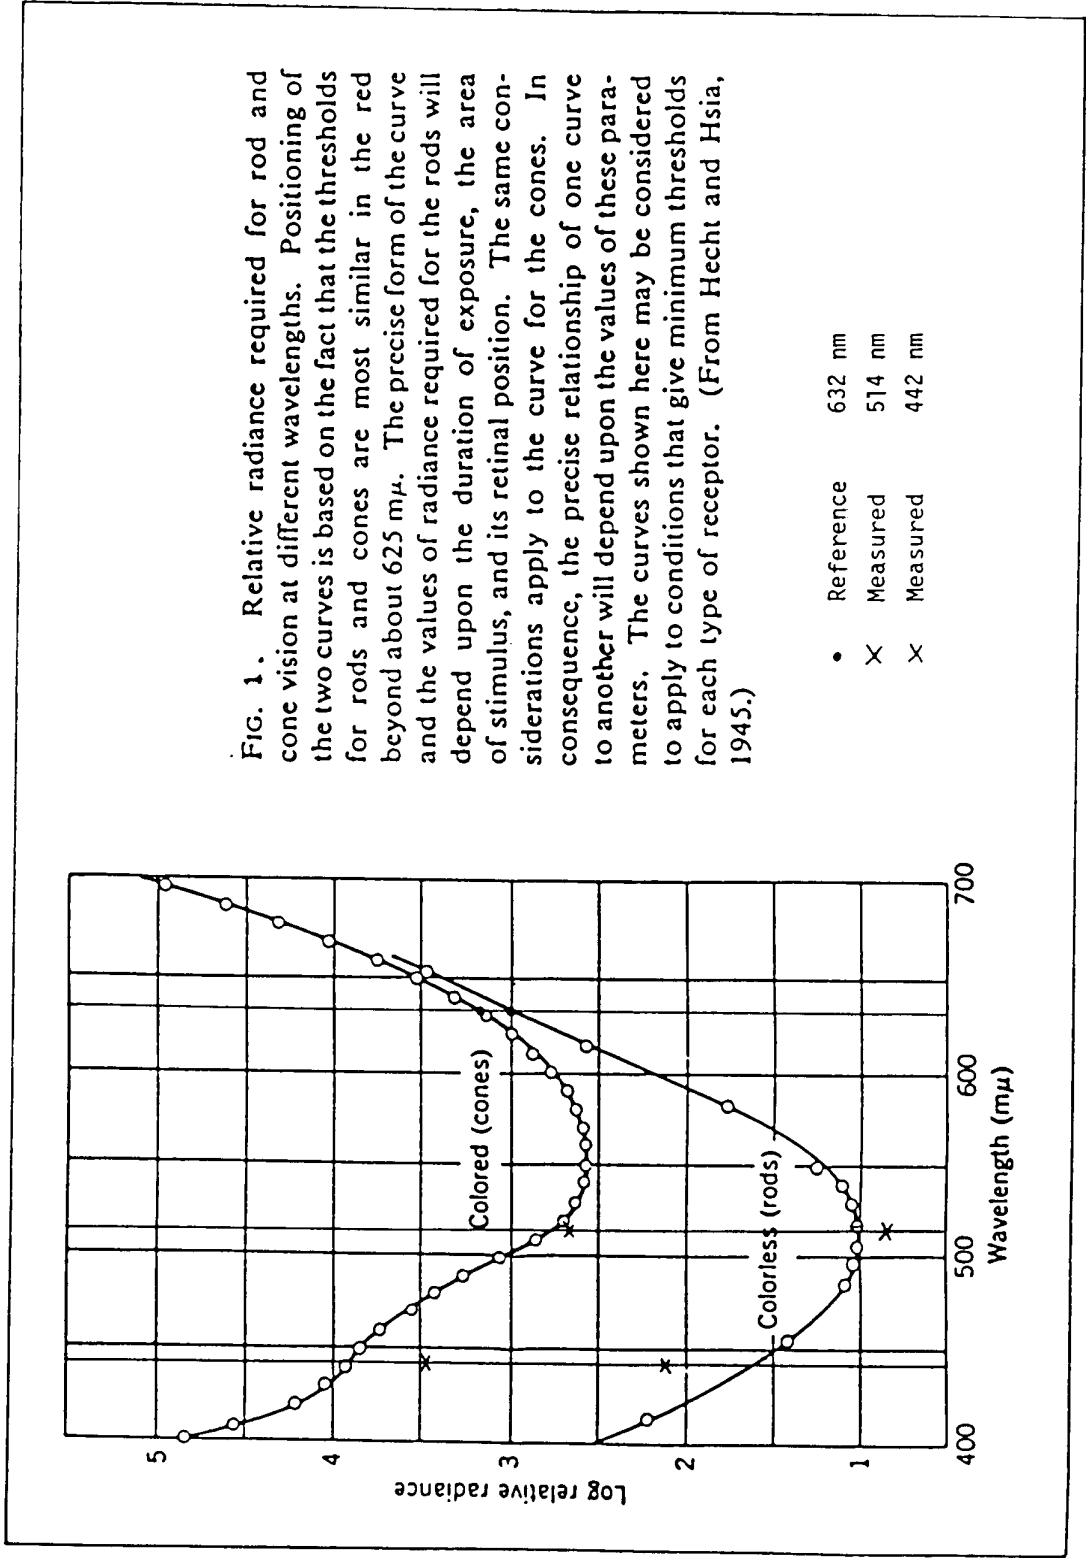 FIG. 1. Relative radiance required for rod and
cone vision at different wavelengths. Positioning of
the two curves is based on the fact that the thresholds
for rods and cones are most similar in the red
beyond about 625 mμ. The precise form of the curve
and the values of radiance required for the rods will
depend upon the duration of exposure, the area
of stimulus, and its retinal position. The same con-
siderations apply to the curve for the cones. In
consequence, the precise relationship of one curve
to another will depend upon the values of these para-
meters. The curves shown here may be considered
to apply to conditions that give minimum thresholds
for each type of receptor. (From Hecht and Hsia,
1945.)
• Reference 632 nm
× Measured 514 nm
× Measured 442 nm
Log relative radiance
5
4
3
2
1
Colored (cones)
Colorless (rods)
400
500
600
700
Wavelength (mμ)